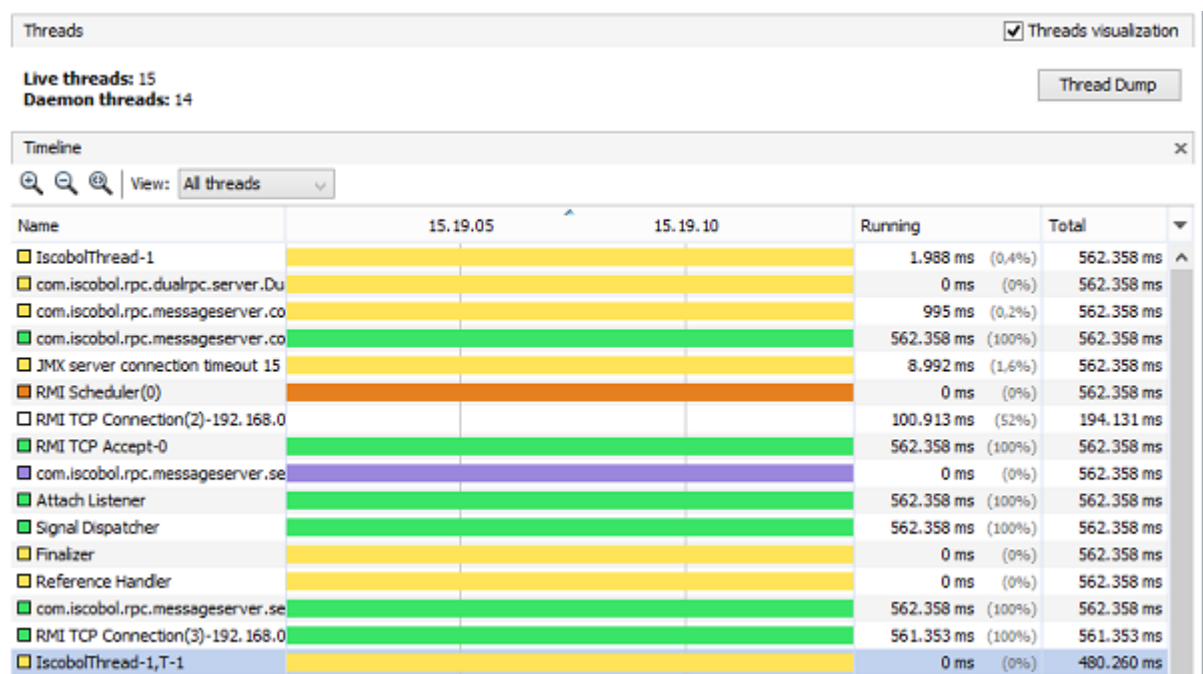 Threads Threads visualization
Live threads: 15
Daemon threads: 14
Thread Dump
Timeline
View: All threads
Name 15.19.05 15.19.10 Running Total
IscobolThread-1 1.988 ms (0,4%) 562.358 ms
com.iscobol.rpc.dualrpc.server.Du 0 ms (0%) 562.358 ms
com.iscobol.rpc.messageserver.co 995 ms (0,2%) 562.358 ms
com.iscobol.rpc.messageserver.co 562.358 ms (100%) 562.358 ms
JMX server connection timeout 15 8.992 ms (1,6%) 562.358 ms
RMI Scheduler(0) 0 ms (0%) 562.358 ms
RMI TCP Connection(2)-192.168.0 100.913 ms (52%) 194.131 ms
RMI TCP Accept-0 562.358 ms (100%) 562.358 ms
com.iscobol.rpc.messageserver.se 0 ms (0%) 562.358 ms
Attach Listener 562.358 ms (100%) 562.358 ms
Signal Dispatcher 562.358 ms (100%) 562.358 ms
Finalizer 0 ms (0%) 562.358 ms
Reference Handler 0 ms (0%) 562.358 ms
com.iscobol.rpc.messageserver.se 562.358 ms (100%) 562.358 ms
RMI TCP Connection(3)-192.168.0 561.353 ms (100%) 561.353 ms
IscobolThread-1,T-1 0 ms (0%) 480.260 ms